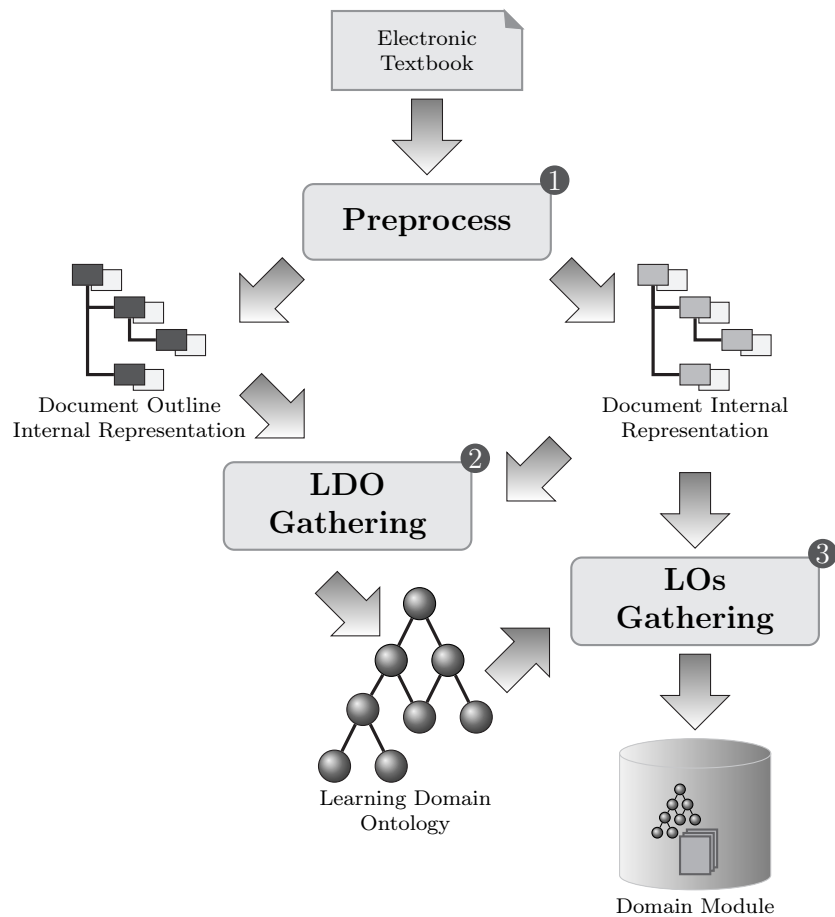 Electronic
Textbook
1
Preprocess
Document Outline
Internal Representation
Document Internal
Representation
2
LDO
Gathering
3
LOs
Gathering
Learning Domain
Ontology
Domain Module